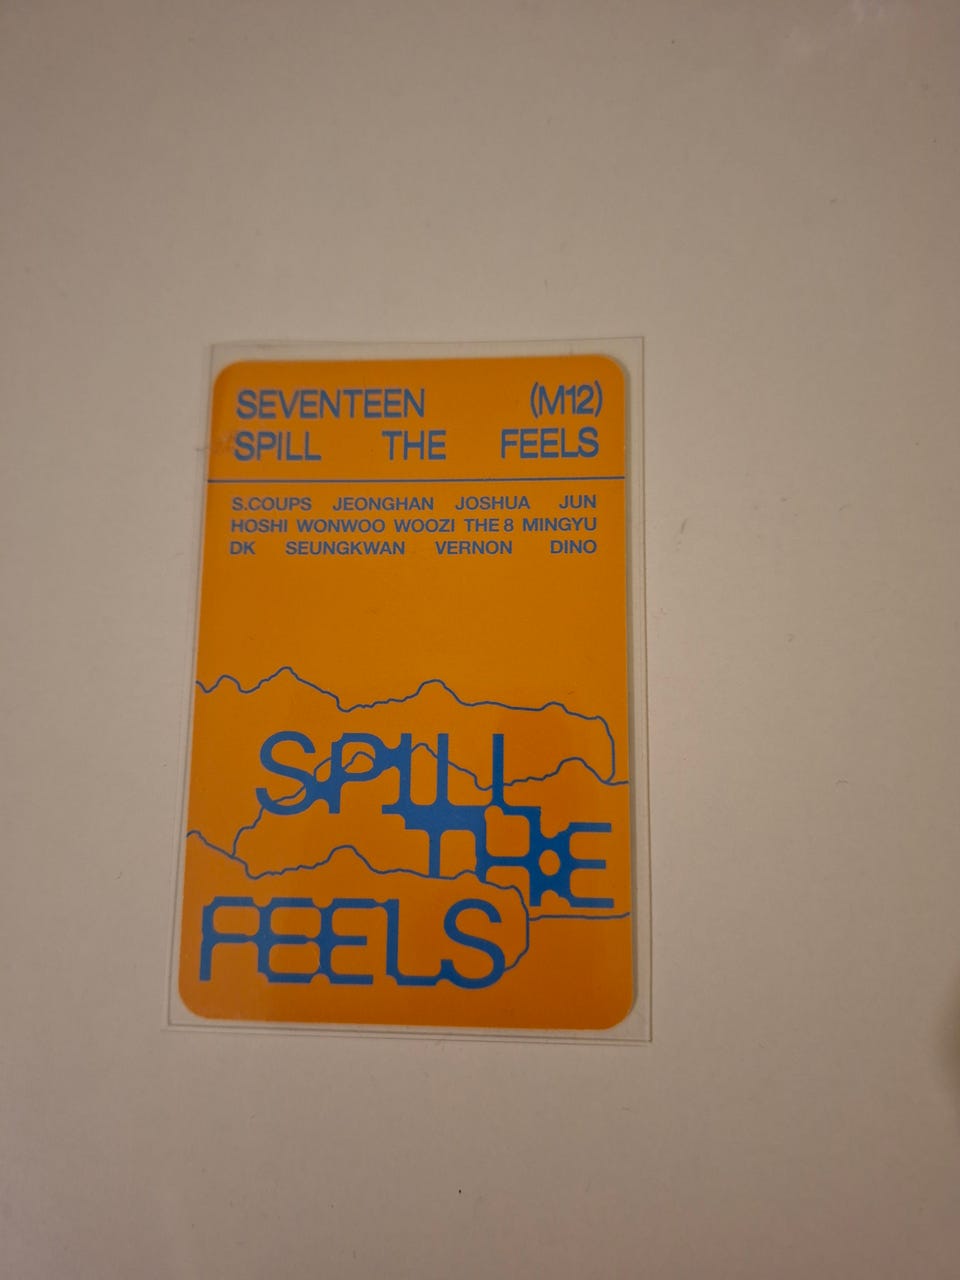 SEVENTEEN (M12)
SPILL THE FEELS
S.COUPS JEONGHAN JOSHUA JUN
HOSHI WONWOO WOOZI THE 8 MINGYU
DK SEUNGKWAN VERNON DINO
SPILL
THE
FEELS